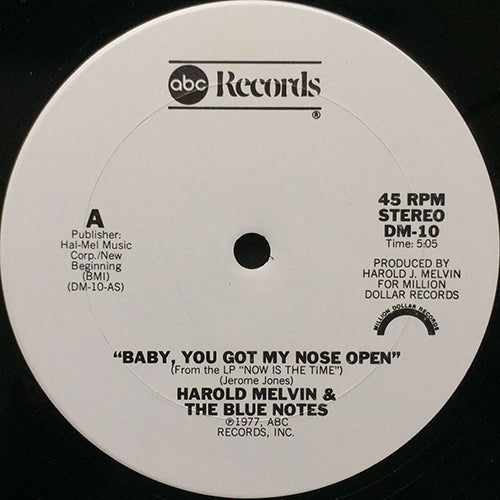 abc Records
®
A
Publisher:
Hal-Mel Music
Corp./New
Beginning
(BMI)
(DM-10-AS)
45 RPM
STEREO
DM-10
Time: 5:05
PRODUCED BY
HAROLD J. MELVIN
FOR MILLION
DOLLAR RECORDS
MILLION DOLLAR RECORDS
"BABY, YOU GOT MY NOSE OPEN"
(From the LP "NOW IS THE TIME")
(Jerome Jones)
HAROLD MELVIN &
THE BLUE NOTES
℗1977, ABC
RECORDS, INC.